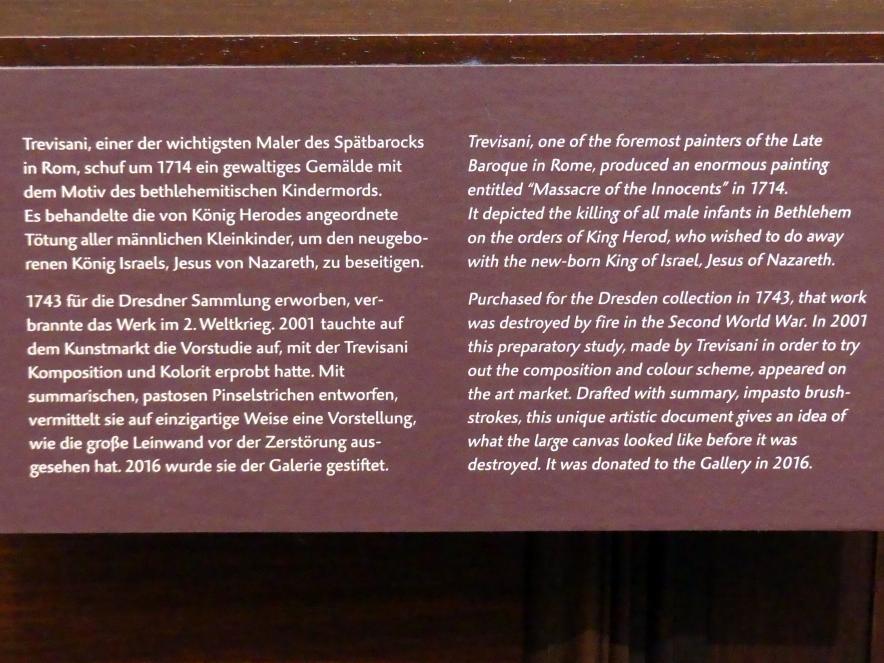 Trevisani, einer der wichtigsten Maler des Spätbarocks
in Rom, schuf um 1714 ein gewaltiges Gemälde mit
dem Motiv des bethlehemitischen Kindermords.
Es behandelte die von König Herodes angeordnete
Tötung aller männlichen Kleinkinder, um den neugebo-
renen König Israels, Jesus von Nazareth, zu beseitigen.
1743 für die Dresdner Sammlung erworben, ver-
brannte das Werk im 2. Weltkrieg. 2001 tauchte auf
dem Kunstmarkt die Vorstudie auf, mit der Trevisani
Komposition und Kolorit erprobt hatte. Mit
summarischen, pastosen Pinselstrichen entworfen,
vermittelt sie auf einzigartige Weise eine Vorstellung,
wie die große Leinwand vor der Zerstörung aus-
gesehen hat. 2016 wurde sie der Galerie gestiftet.
Trevisani, one of the foremost painters of the Late
Baroque in Rome, produced an enormous painting
entitled “Massacre of the Innocents” in 1714.
It depicted the killing of all male infants in Bethlehem
on the orders of King Herod, who wished to do away
with the new-born King of Israel, Jesus of Nazareth.
Purchased for the Dresden collection in 1743, that work
was destroyed by fire in the Second World War. In 2001
this preparatory study, made by Trevisani in order to try
out the composition and colour scheme, appeared on
the art market. Drafted with summary, impasto brush-
strokes, this unique artistic document gives an idea of
what the large canvas looked like before it was
destroyed. It was donated to the Gallery in 2016.